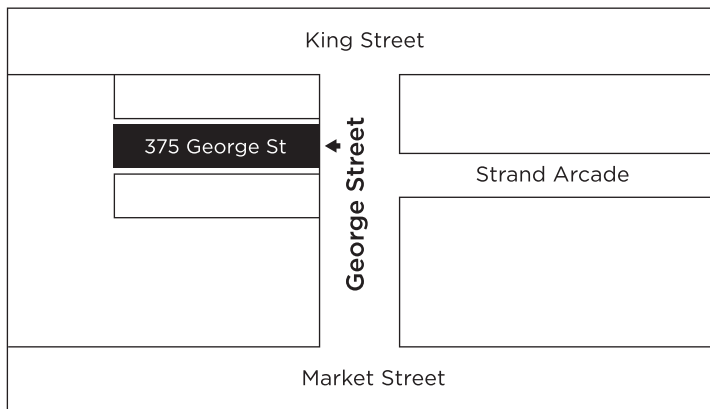 King Street
375 George St
George Street
Strand Arcade
Market Street